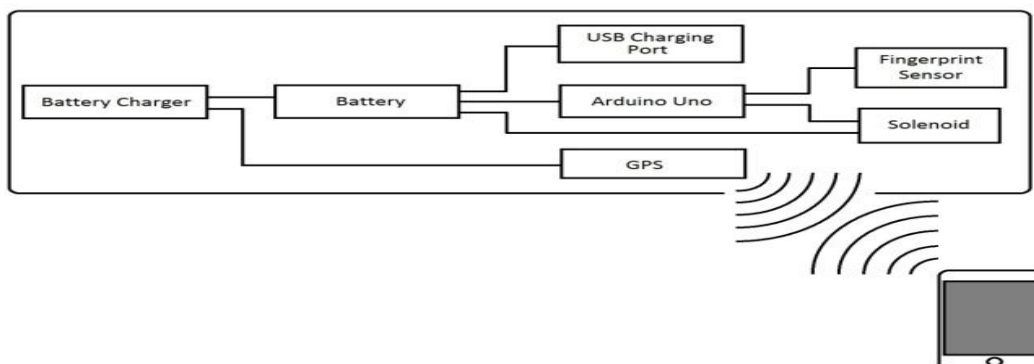 USB Charging
Port
Fingerprint
Sensor
Battery Charger
Battery
Arduino Uno
Solenoid
GPS